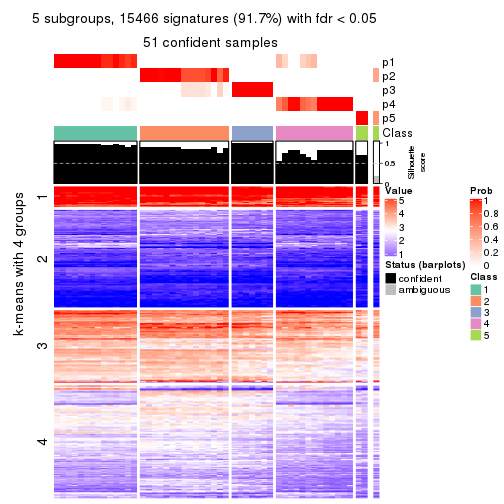 5 subgroups, 15466 signatures (91.7%) with fdr < 0.05
51 confident samples
p1
p2
p3
p4
p5
Class
1
0.5
0
Silhouette
score
k-means with 4 groups
1
2
3
4
Value
5
4
3
2
1
Status (barplots)
confident
ambiguous
Prob
1
0.8
0.6
0.4
0.2
0
Class
1
2
3
4
5